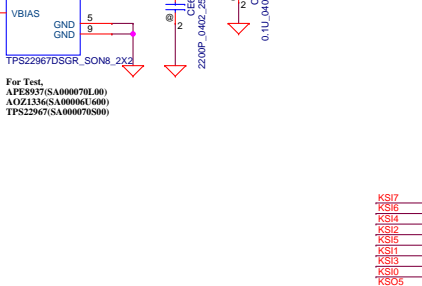 VBIAS
GND
GND
5
9
TPS22967DSGR_SON8_2X2
@
2
2200P_0402_25
2
0.1U_040
For Test,
APE8937(SA000070L00)
AOZ1336(SA00006U600)
TPS22967(SA000070S00)
KSI7
KSI6
KSI4
KSI2
KSI5
KSI1
KSI3
KSI0
KSO5